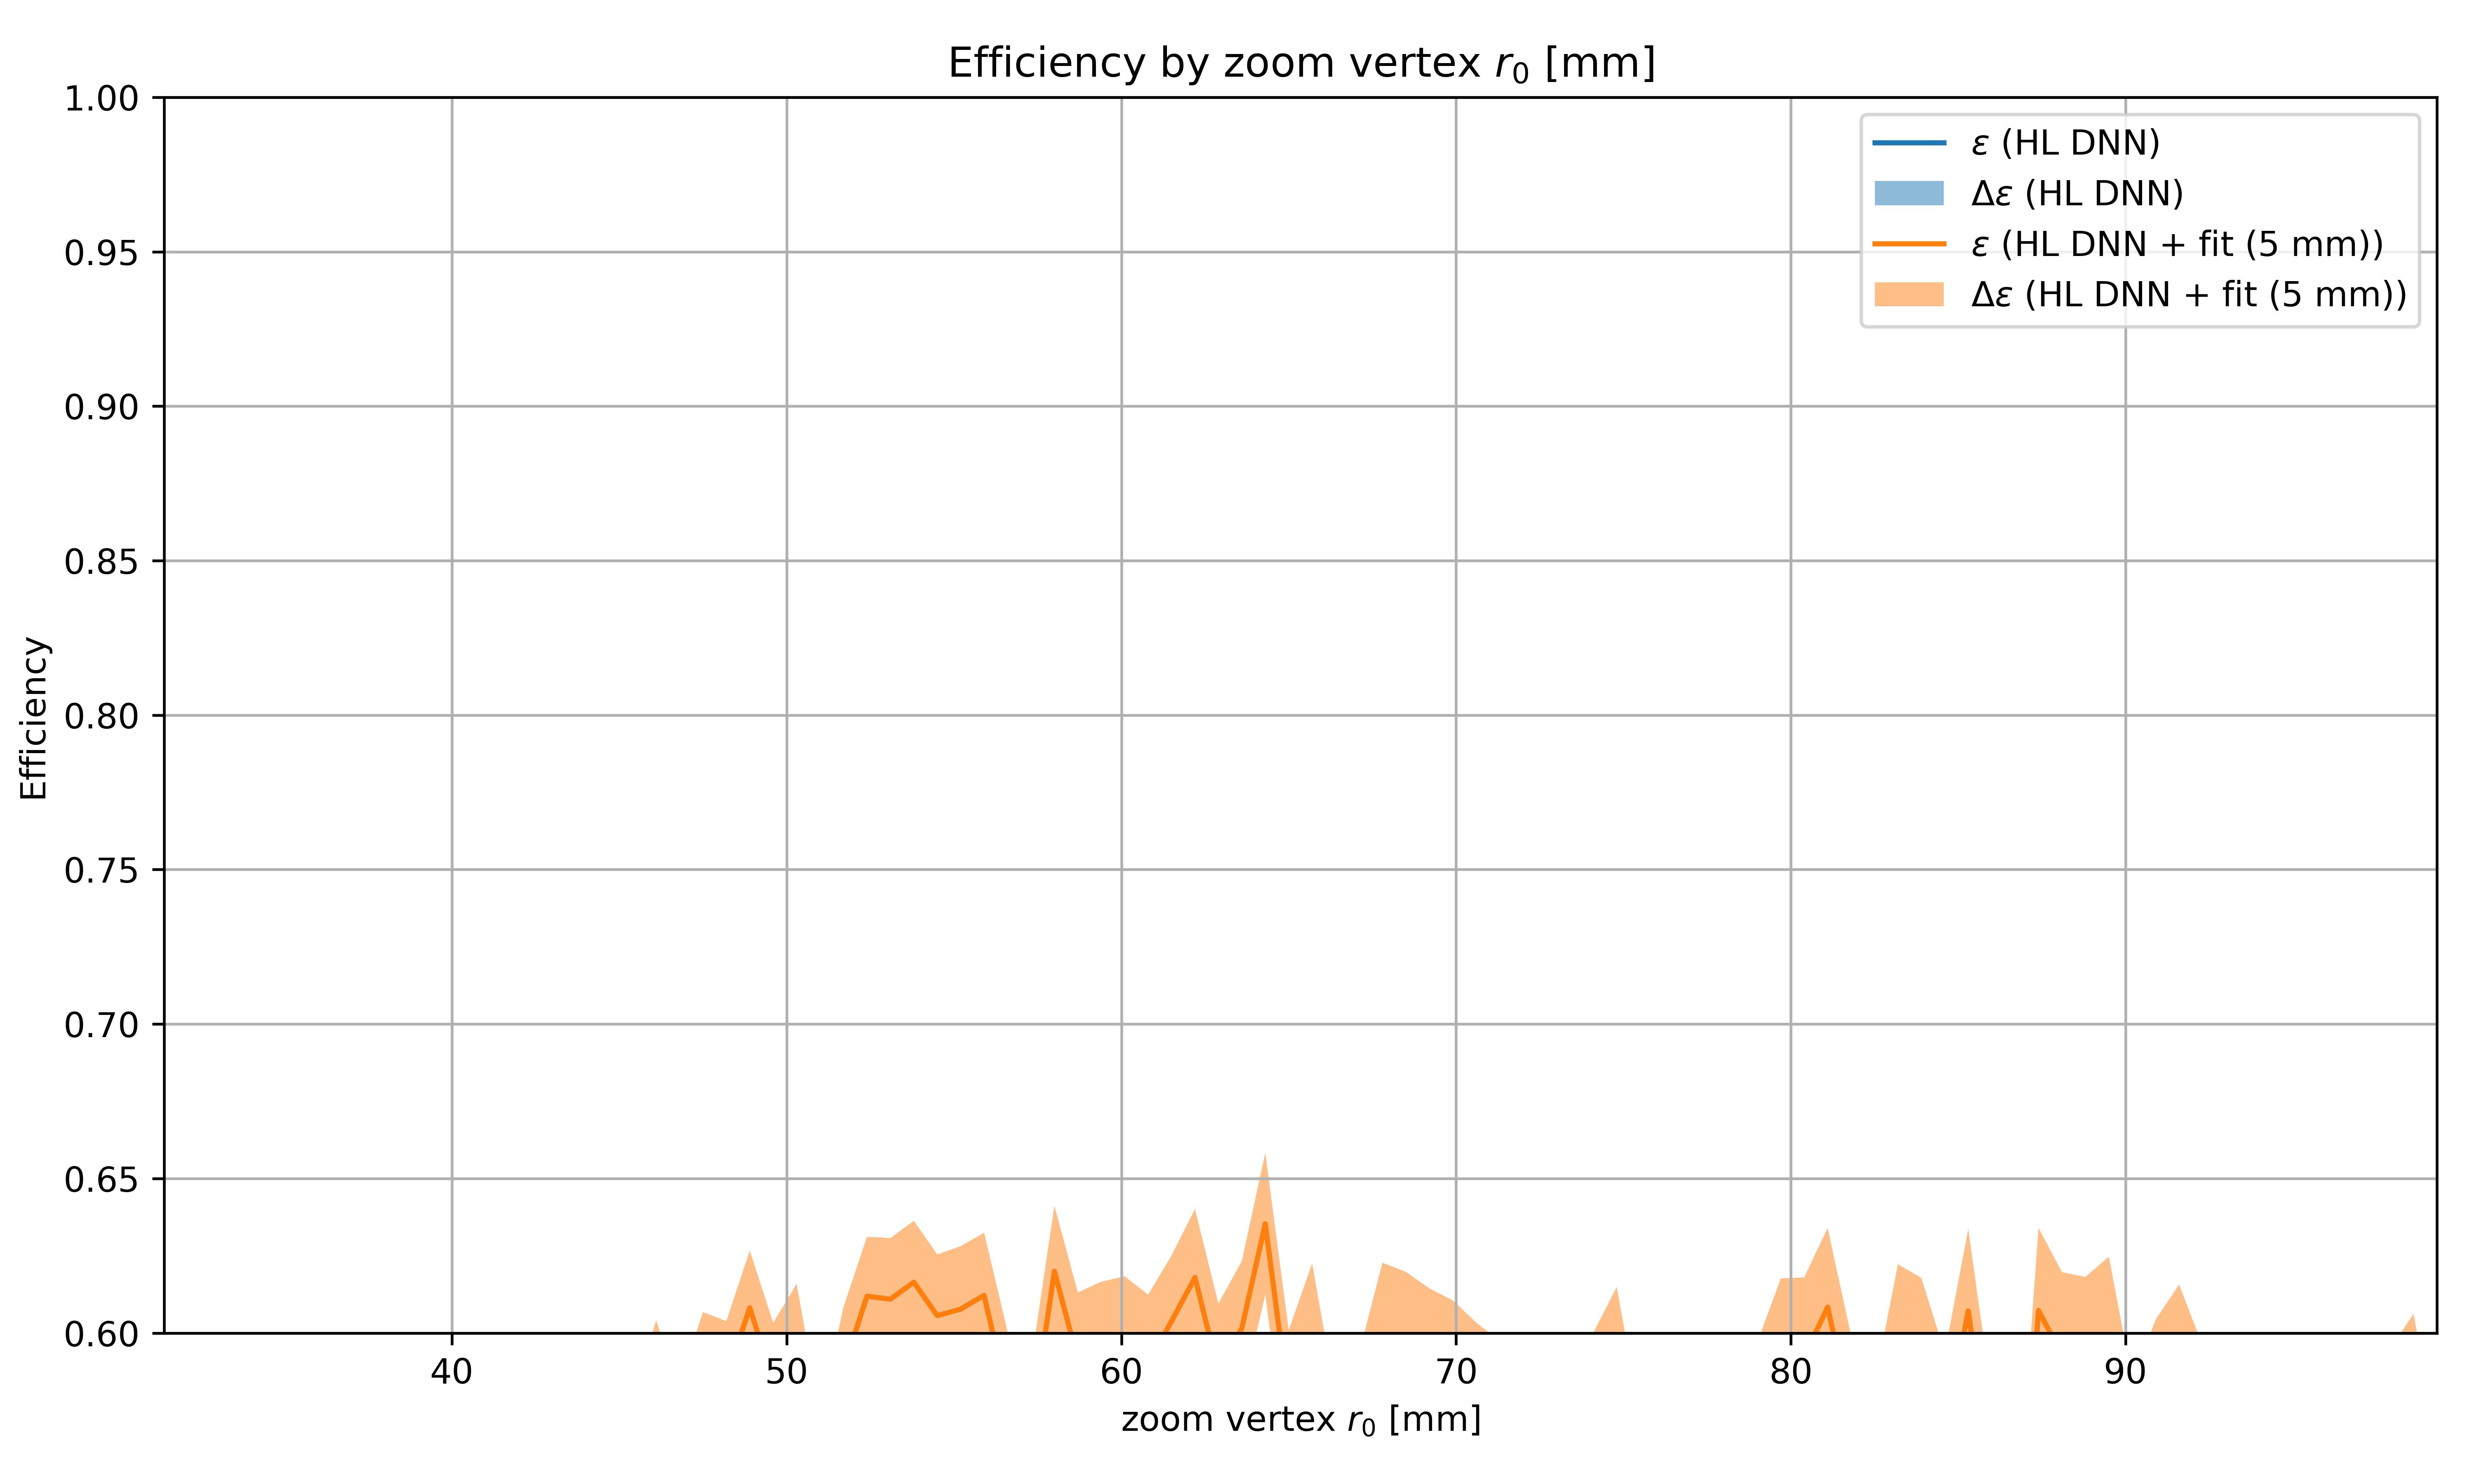 Efficiency by zoom vertex r₀ [mm]
1.00
0.95
0.90
0.85
0.80
0.75
0.70
0.65
0.60
Efficiency
ε (HL DNN)
Δε (HL DNN)
ε (HL DNN + fit (5 mm))
Δε (HL DNN + fit (5 mm))
40 50 60 70 80 90
zoom vertex r₀ [mm]